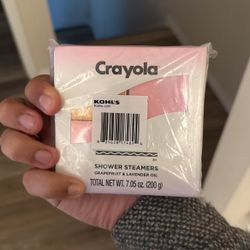 Crayola
KOHL'S
SHOWER STEAMERS
GRAPEFRUIT & LAVENDER OIL
TOTAL NET WT. 7.05 oz. (200 g)